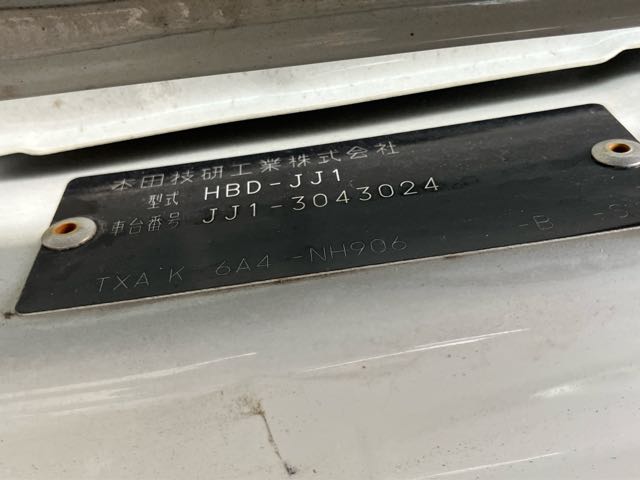 本田技研工業株式会社
型式 HBD-JJ1
車台番号 JJ1-3043024
TXA K 6A4 -NH906 -B